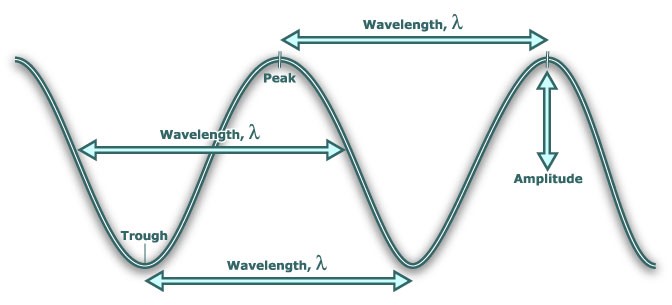 Wavelength, λ
Peak
Wavelength, λ
Amplitude
Trough
Wavelength, λ